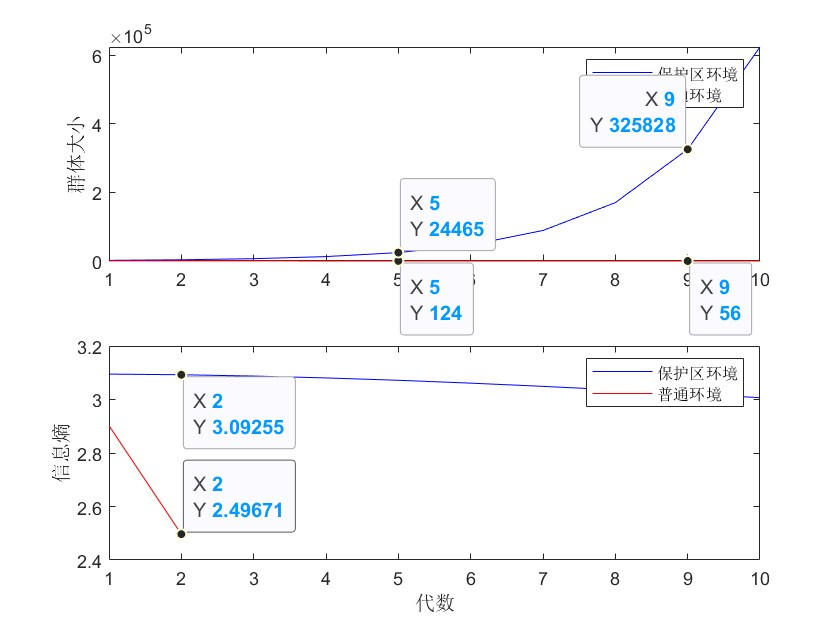 ×10^5
6
4
2
0
群体大小
保护区环境
通环境
X 9
Y 325828
X 5
Y 24465
X 5
Y 124
X 9
Y 56
1 2 3 4 5 6 7 8 9 10
3.2
3
2.8
2.6
2.4
信息熵
保护区环境
普通环境
X 2
Y 3.09255
X 2
Y 2.49671
1 2 3 4 5 6 7 8 9 10
代数